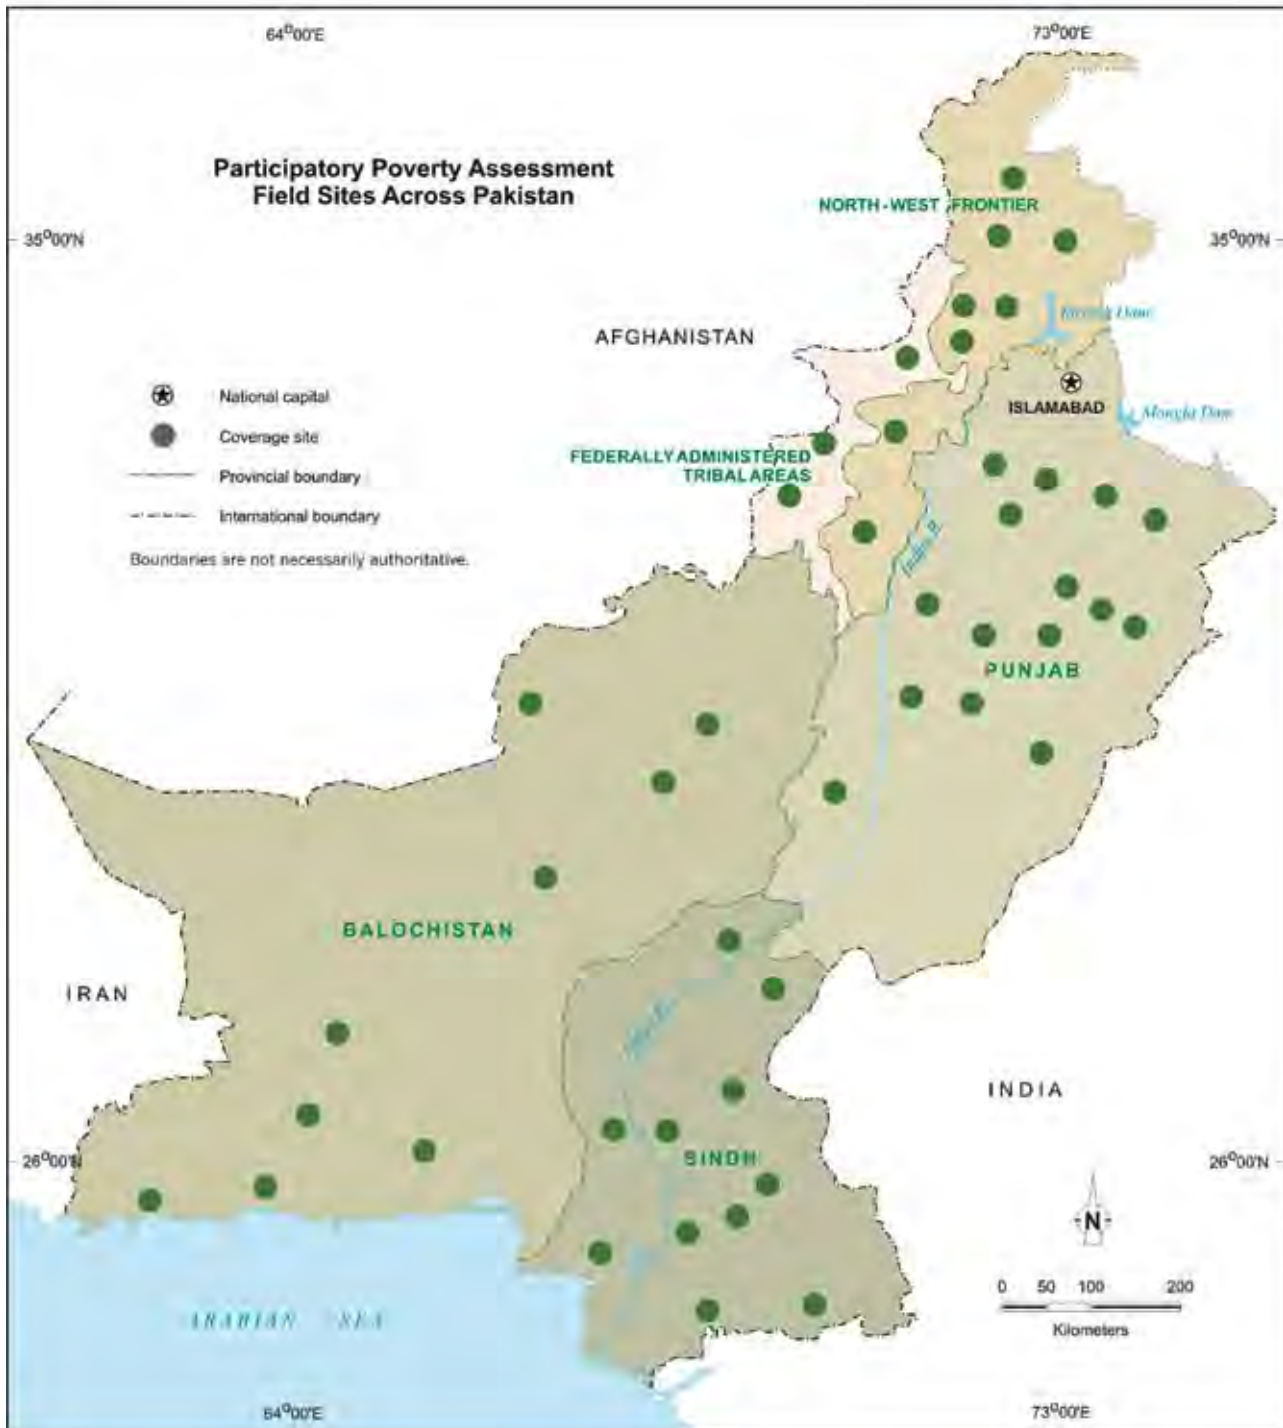 64°00'E
73°00'E
Participatory Poverty Assessment
Field Sites Across Pakistan
NORTH-WEST FRONTIER
35°00'N
35°00'N
AFGHANISTAN
National capital
ISLAMABAD
Mangla Dam
Coverage site
FEDERALLY ADMINISTERED
TRIBAL AREAS
Provincial boundary
International boundary
Indus R.
Boundaries are not necessarily authoritative.
PUNJAB
BALOCHISTAN
IRAN
INDIA
SINDH
26°00'N
26°00'N
N
0 50 100 200
Kilometers
ARABIAN SEA
64°00'E
73°00'E